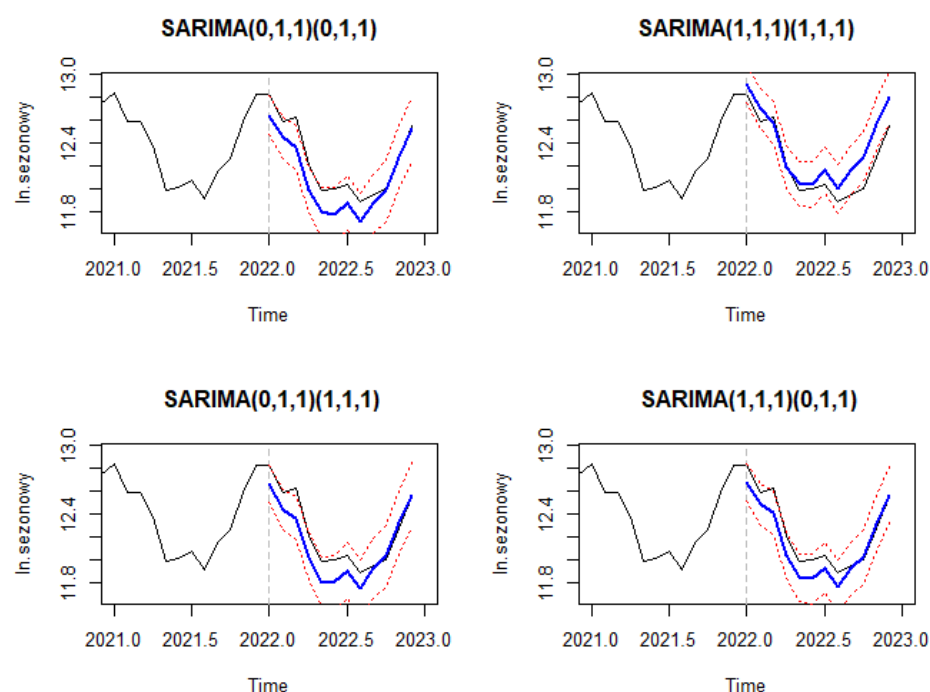 SARIMA(0,1,1)(0,1,1)
ln.sezonowy
13.0
12.4
11.8
2021.0 2021.5 2022.0 2022.5 2023.0
Time
SARIMA(1,1,1)(1,1,1)
ln.sezonowy
13.0
12.4
11.8
2021.0 2021.5 2022.0 2022.5 2023.0
Time
SARIMA(0,1,1)(1,1,1)
ln.sezonowy
13.0
12.4
11.8
2021.0 2021.5 2022.0 2022.5 2023.0
Time
SARIMA(1,1,1)(0,1,1)
ln.sezonowy
13.0
12.4
11.8
2021.0 2021.5 2022.0 2022.5 2023.0
Time